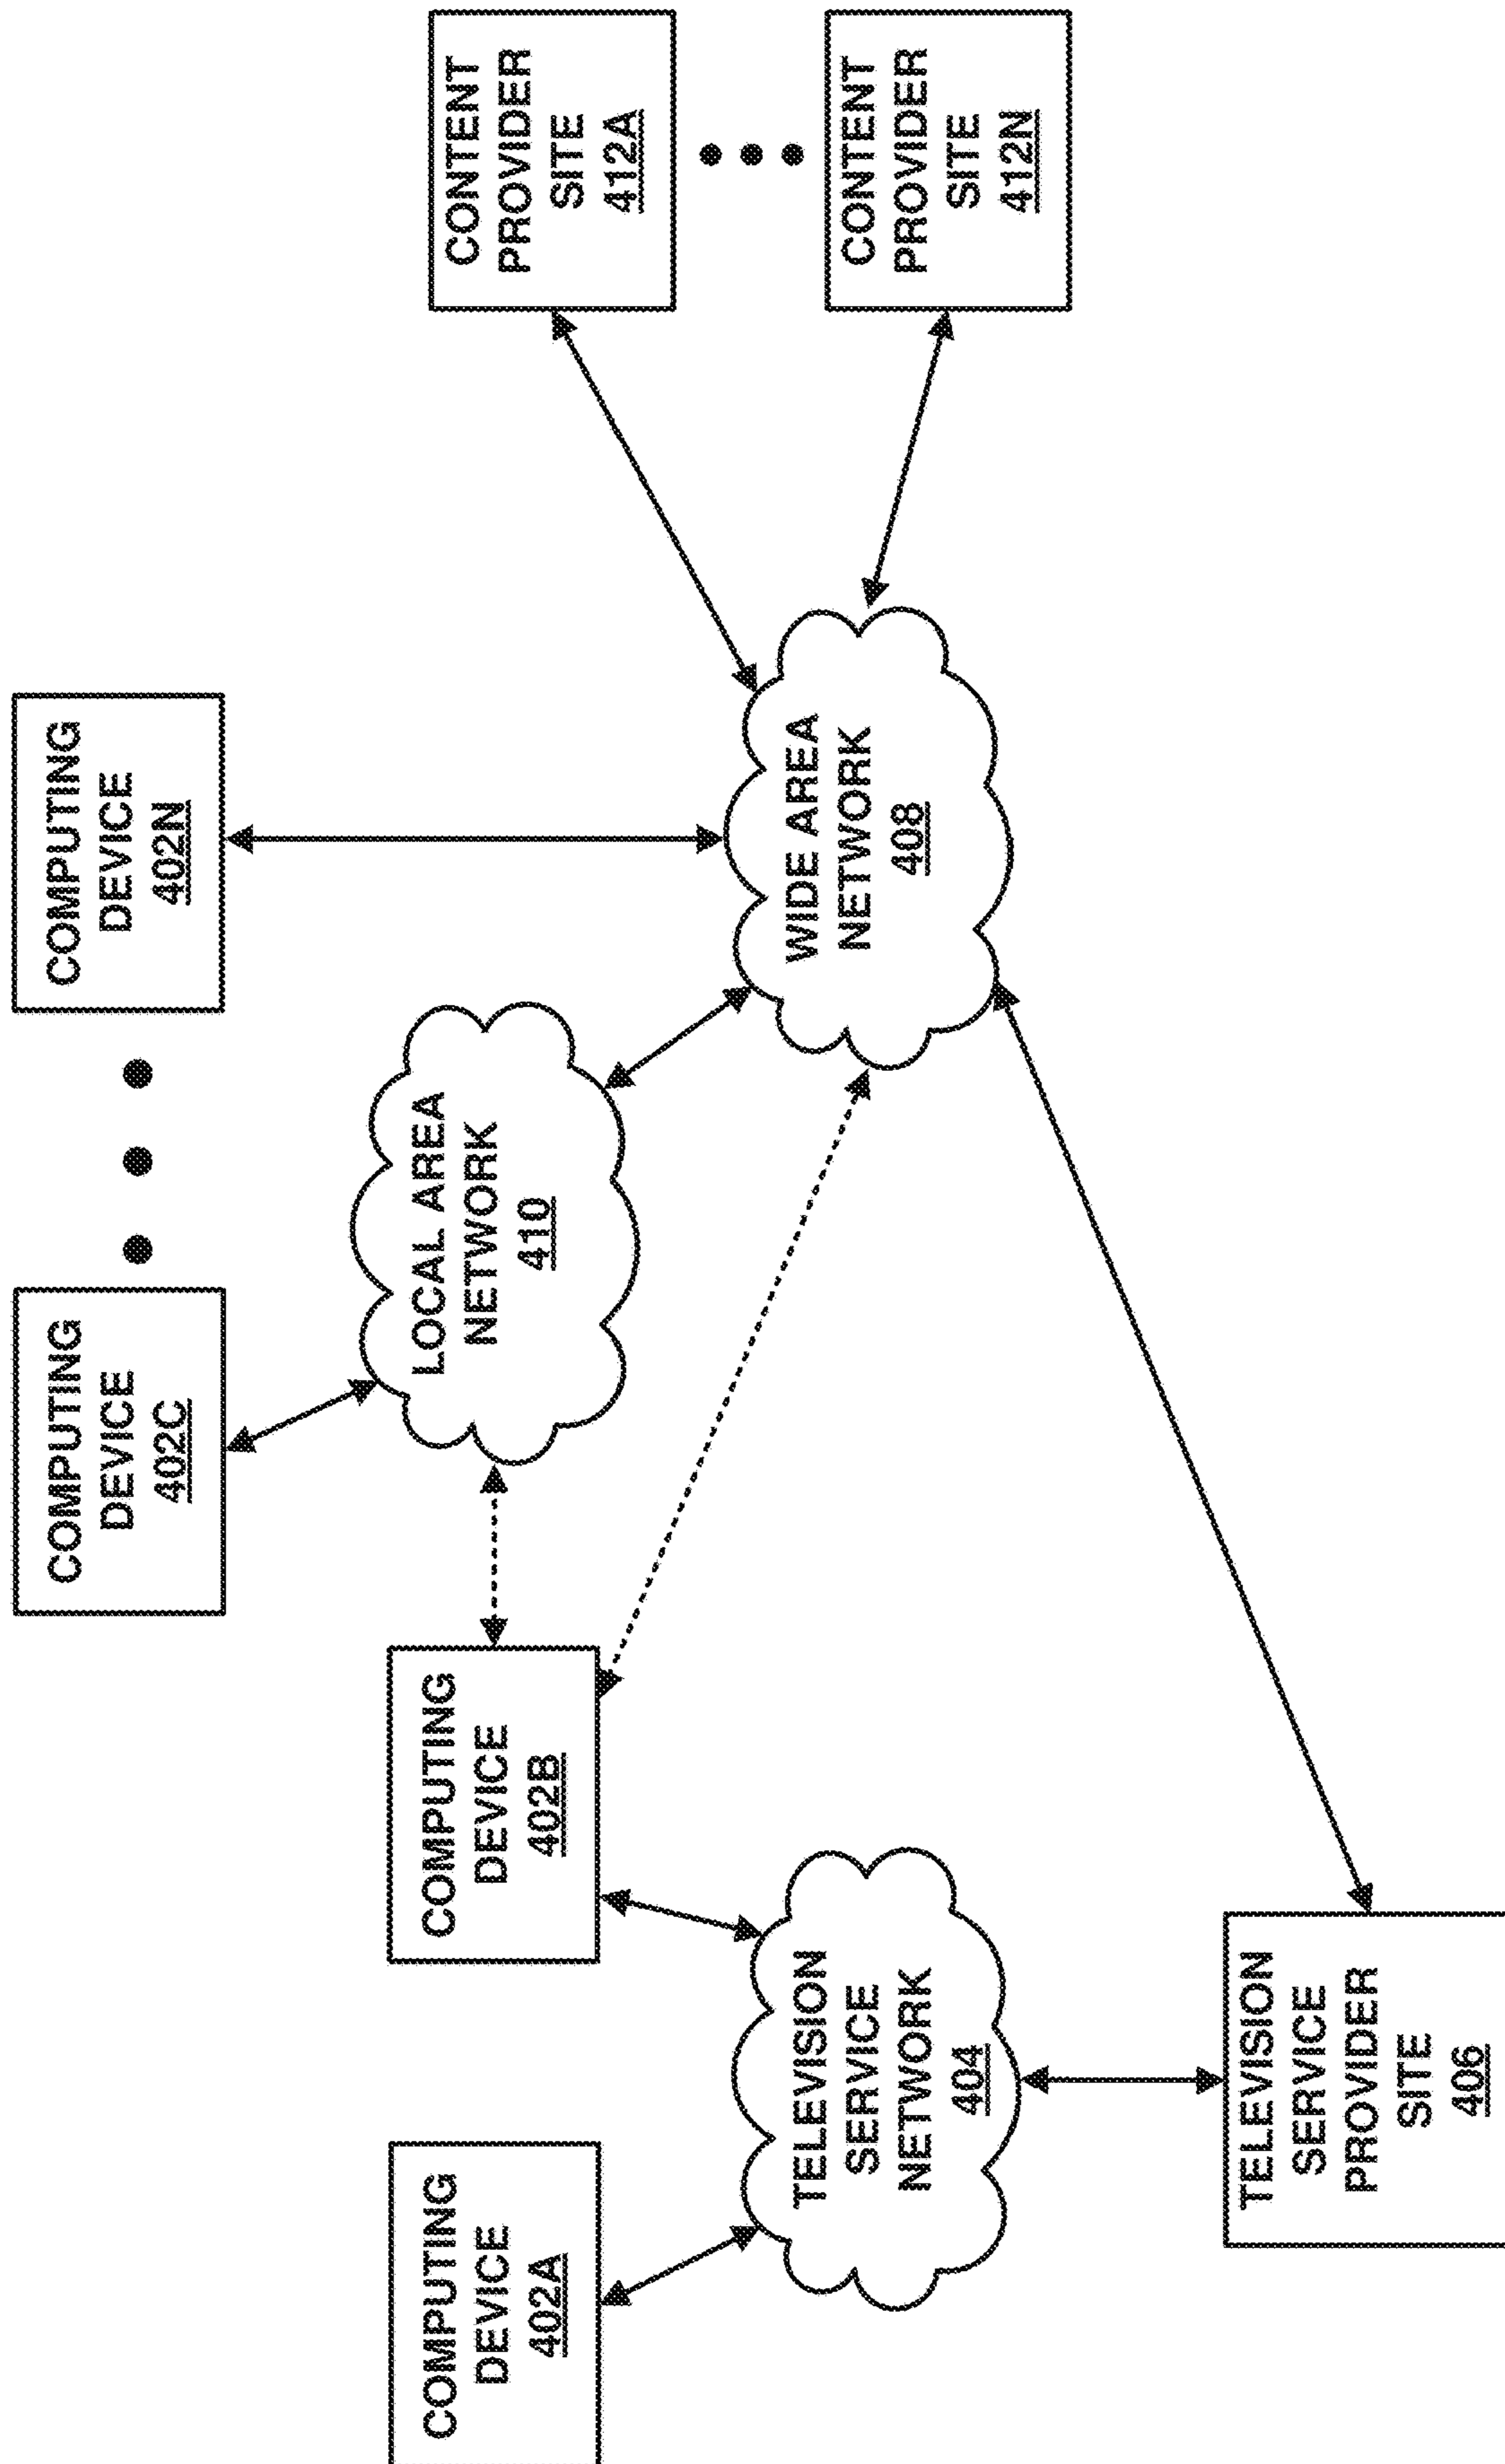 COMPUTING
DEVICE
402C
COMPUTING
DEVICE
402N
COMPUTING
DEVICE
402A
COMPUTING
DEVICE
402B
LOCAL AREA
NETWORK
410
CONTENT
PROVIDER
SITE
412A
TELEVISION
SERVICE
NETWORK
404
WIDE AREA
NETWORK
408
CONTENT
PROVIDER
SITE
412N
TELEVISION
SERVICE
PROVIDER
SITE
406